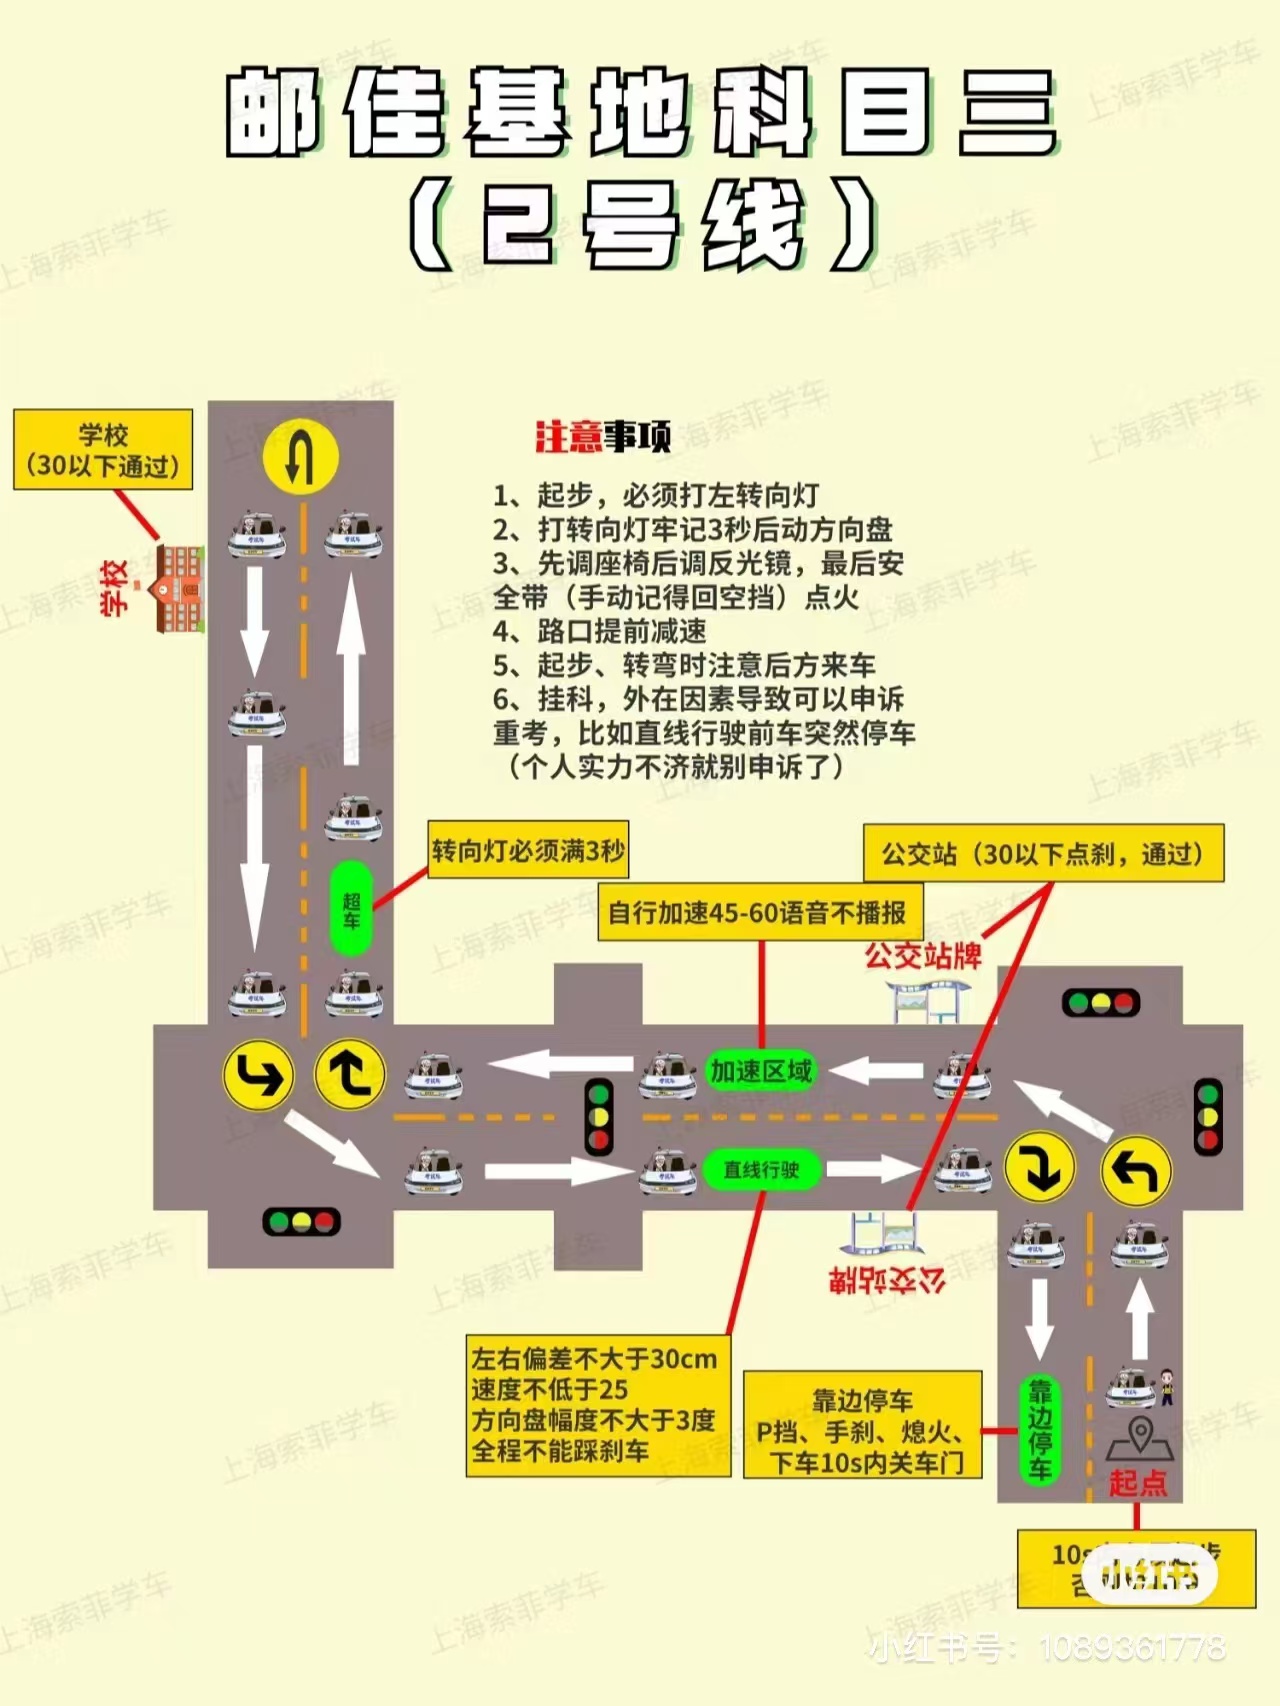 邮佳基地科目三
（2号线）
学校
（30以下通过）
学校
注意事项
1、起步，必须打左转向灯
2、打转向灯牢记3秒后动方向盘
3、先调座椅后调反光镜，最后安
全带（手动记得回空挡）点火
4、路口提前减速
5、起步、转弯时注意后方来车
6、挂科，外在因素导致可以申诉
重考，比如直线行驶前车突然停车
（个人实力不济就别申诉了）
转向灯必须满3秒
超车
公交站（30以下点刹，通过）
自行加速45-60语音不播报
公交站牌
加速区域
直线行驶
公交站牌
左右偏差不大于30cm
速度不低于25
方向盘幅度不大于3度
全程不能踩刹车
靠边停车
P挡、手刹、熄火、
下车10s内关车门
靠边停车
起点
10s
小红书
小红书号：1089361778
上海索菲学车